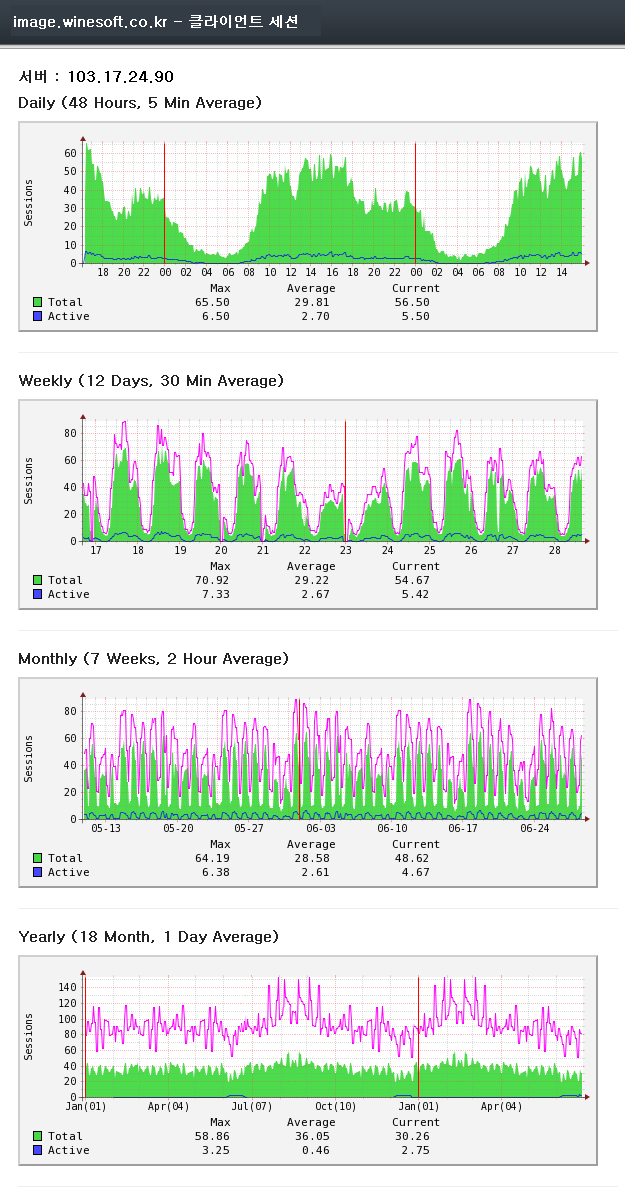 image.winesoft.co.kr - 클라이언트 세션
서버 : 103.17.24.90
Daily (48 Hours, 5 Min Average)
Sessions
60
50
40
30
20
10
0
18 20 22 00 02 04 06 08 10 12 14 16 18 20 22 00 02 04 06 08 10 12 14
Max Average Current
Total 65.50 29.81 56.50
Active 6.50 2.70 5.50
Weekly (12 Days, 30 Min Average)
Sessions
80
60
40
20
0
17 18 19 20 21 22 23 24 25 26 27 28
Max Average Current
Total 70.92 29.22 54.67
Active 7.33 2.67 5.42
Monthly (7 Weeks, 2 Hour Average)
Sessions
80
60
40
20
0
05-13 05-20 05-27 06-03 06-10 06-17 06-24
Max Average Current
Total 64.19 28.58 48.62
Active 6.38 2.61 4.67
Yearly (18 Month, 1 Day Average)
Sessions
140
120
100
80
60
40
20
0
Jan(01) Apr(04) Jul(07) Oct(10) Jan(01) Apr(04)
Max Average Current
Total 58.86 36.05 30.26
Active 3.25 0.46 2.75